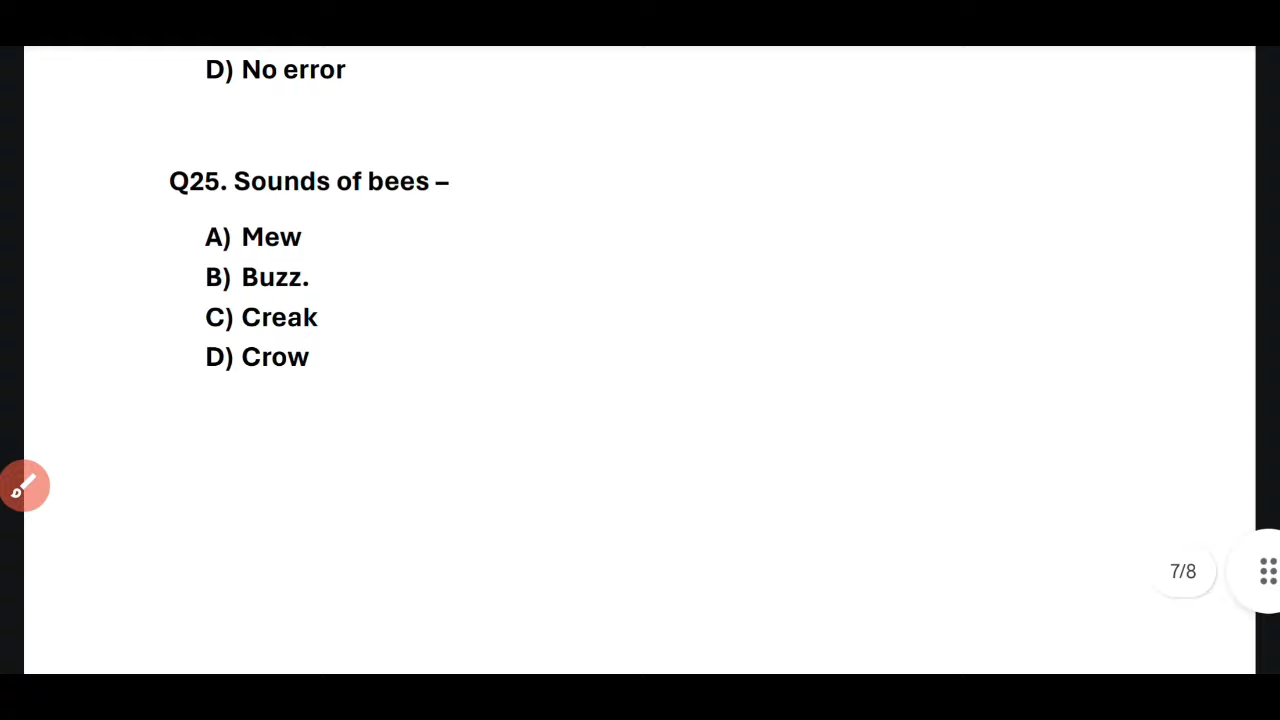 D) No error
Q25. Sounds of bees –
A) Mew
B) Buzz.
C) Creak
D) Crow
7/8